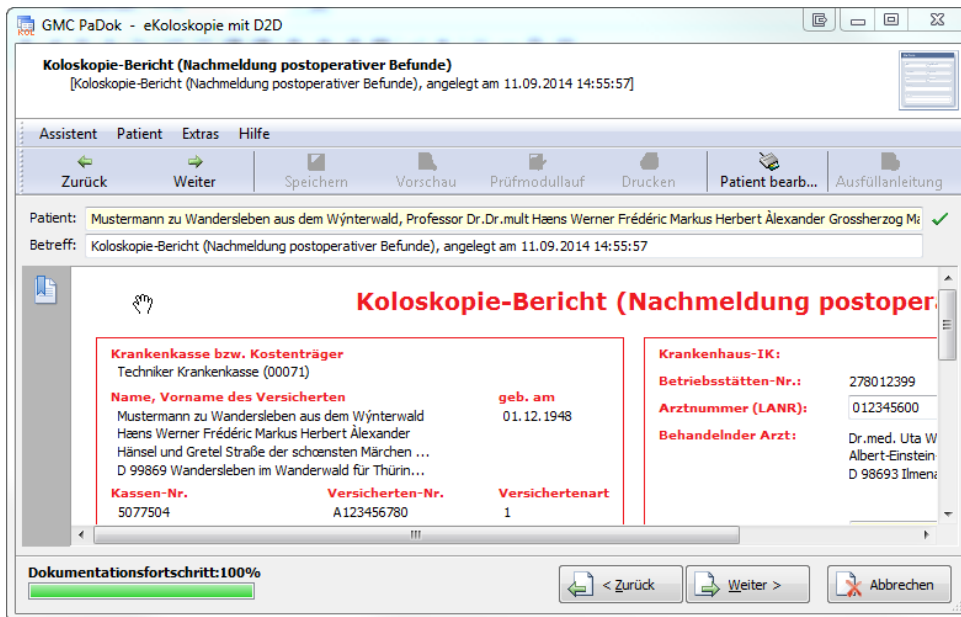 GMC PaDok - eKoloskopie mit D2D
Koloskopie-Bericht (Nachmeldung postoperativer Befunde)
[Koloskopie-Bericht (Nachmeldung postoperativer Befunde), angelegt am 11.09.2014 14:55:57]
Assistent Patient Extras Hilfe
Zurück Weiter Speichern Vorschau Prüfmodullauf Drucken Patient bearb... Ausfüllanleitung
Patient: Mustermann zu Wandersleben aus dem Wýnterwald, Professor Dr.Dr.mult Hæns Werner Frédéric Markus Herbert Àlexander Grossherzog Ma
Betreff: Koloskopie-Bericht (Nachmeldung postoperativer Befunde), angelegt am 11.09.2014 14:55:57
Koloskopie-Bericht (Nachmeldung postoper
Krankenkasse bzw. Kostenträger
Techniker Krankenkasse (00071)
Name, Vorname des Versicherten geb. am
Mustermann zu Wandersleben aus dem Wýnterwald 01.12.1948
Hæns Werner Frédéric Markus Herbert Àlexander
Hänsel und Gretel Straße der schœnsten Märchen ...
D 99869 Wandersleben im Wanderwald für Thürin...
Kassen-Nr. Versicherten-Nr. Versichertenart
5077504 A123456780 1
Krankenhaus-IK:
Betriebsstätten-Nr.: 278012399
Arztnummer (LANR): 012345600
Behandelnder Arzt: Dr.med. Uta W
Albert-Einstein-
D 98693 Ilmena
Dokumentationsfortschritt:100%
< Zurück Weiter > Abbrechen